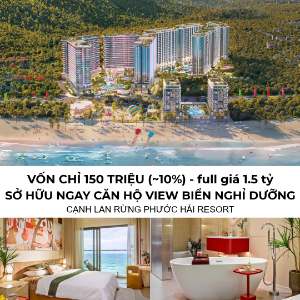 VỐN CHỈ 150 TRIỆU (~10%) - full giá 1.5 tỷ
SỞ HỮU NGAY CĂN HỘ VIEW BIỂN NGHỈ DƯỠNG
CẠNH LAN RỪNG PHƯỚC HẢI RESORT